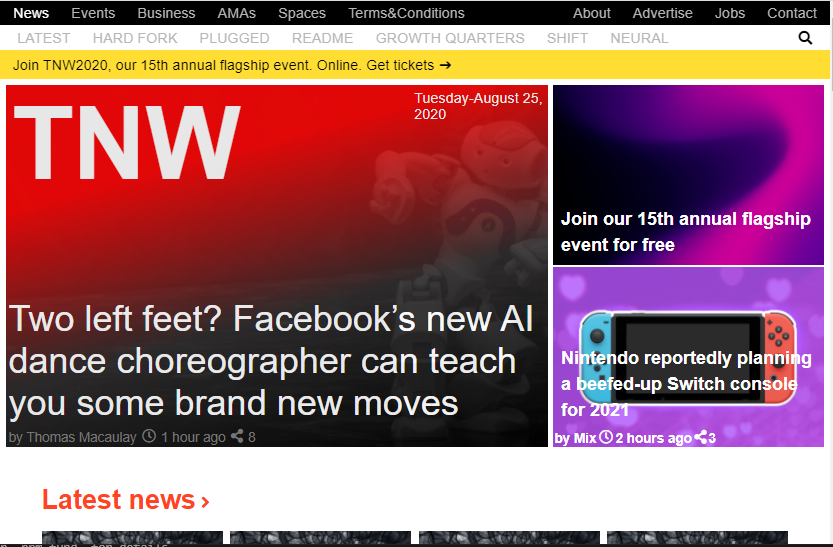 News Events Business AMAs Spaces Terms&Conditions About Advertise Jobs Contact
LATEST HARD FORK PLUGGED README GROWTH QUARTERS SHIFT NEURAL
Join TNW2020, our 15th annual flagship event. Online. Get tickets ➔
TNW
Tuesday-August 25,
2020
Two left feet? Facebook’s new AI
dance choreographer can teach
you some brand new moves
by Thomas Macaulay 1 hour ago 8
Join our 15th annual flagship
event for free
Nintendo reportedly planning
a beefed-up Switch console
for 2021
by Mix 2 hours ago 3
Latest news